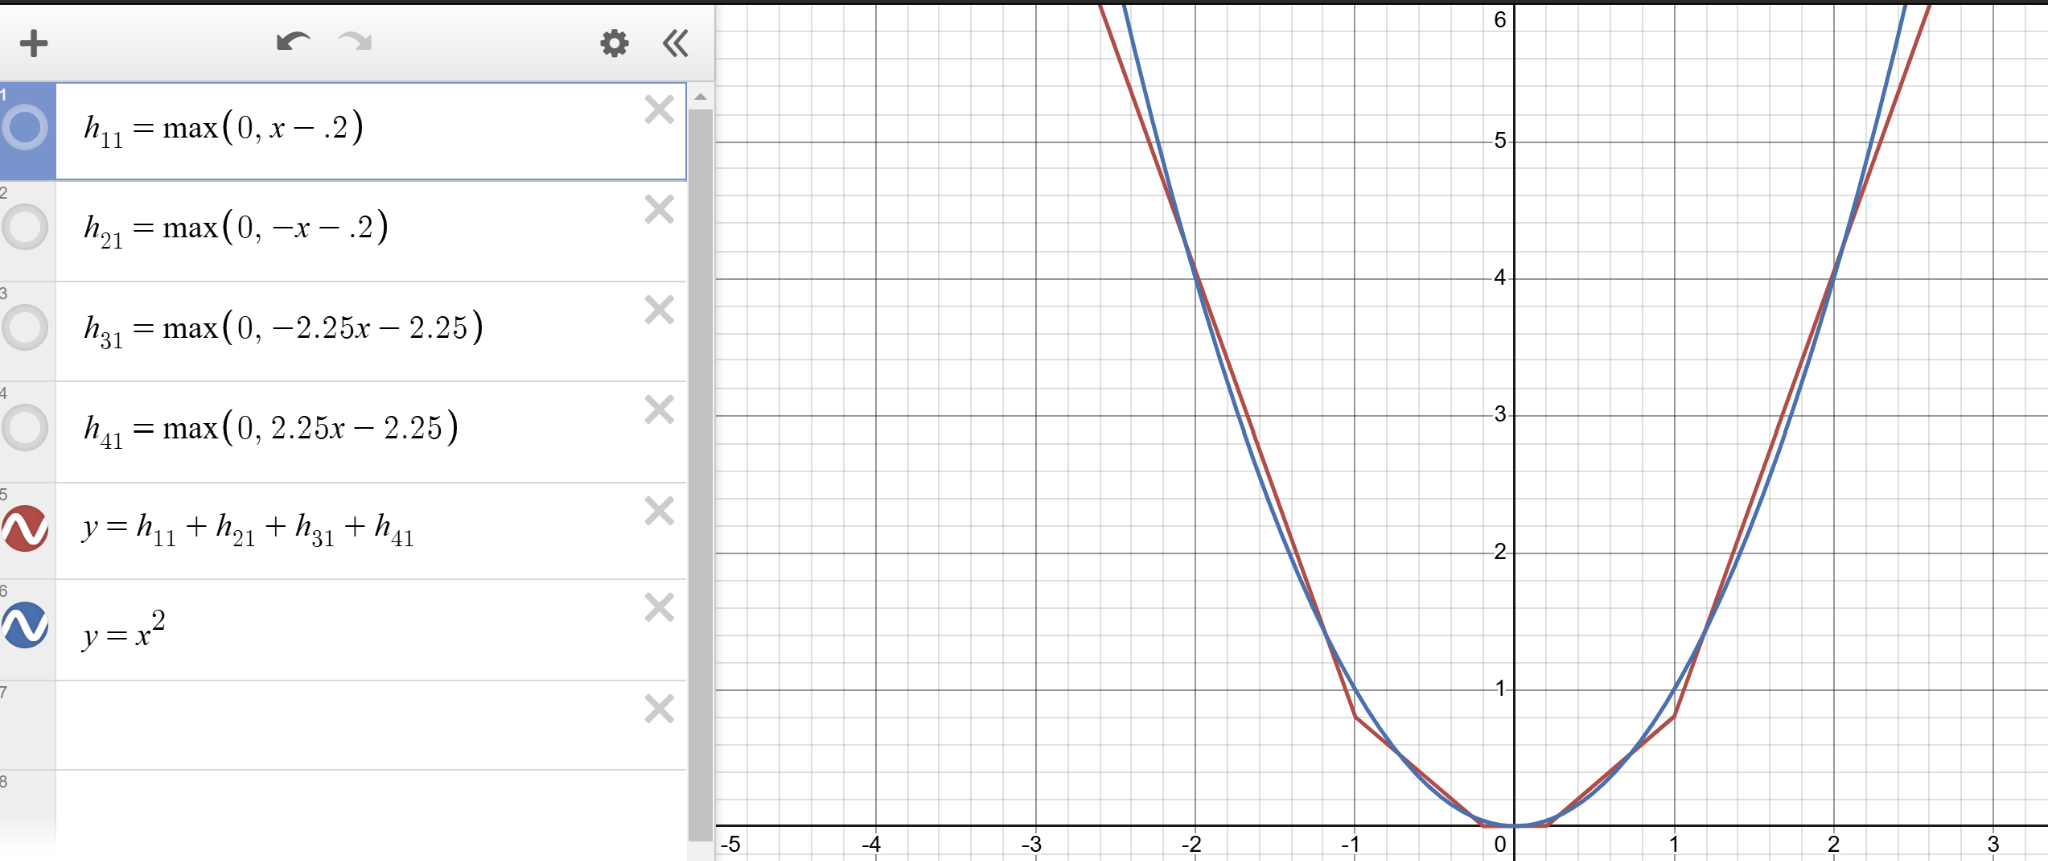 1
h₁₁ = max(0, x − .2)
2
h₂₁ = max(0, −x − .2)
3
h₃₁ = max(0, −2.25x − 2.25)
4
h₄₁ = max(0, 2.25x − 2.25)
5
y = h₁₁ + h₂₁ + h₃₁ + h₄₁
6
y = x²
7
8
6
5
4
3
2
1
-5 -4 -3 -2 -1 0 1 2 3